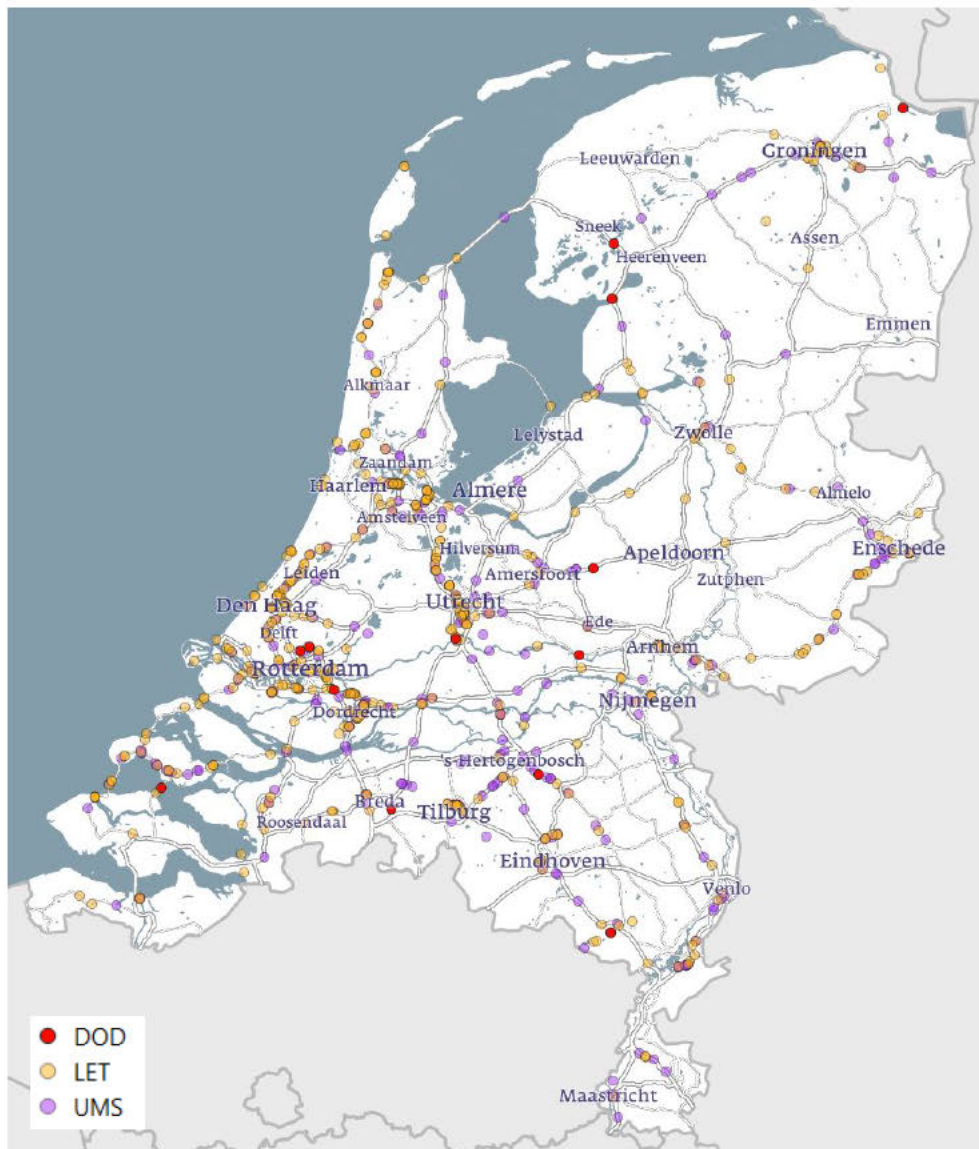 Leeuwarden
Groningen
Sneek
Heerenveen
Assen
Emmen
Alkmaar
Lelystad
Zwolle
Zaandam
Haarlem
Almere
Almelo
Amstelveen
Hilversum
Apeldoorn
Enschede
Leiden
Amersfoort
Zutphen
Den Haag
Utrecht
Delft
Ede
Arnhem
Rotterdam
Nijmegen
Dordrecht
's-Hertogenbosch
Breda
Tilburg
Roosendaal
Eindhoven
Venlo
Maastricht
DOD
LET
UMS